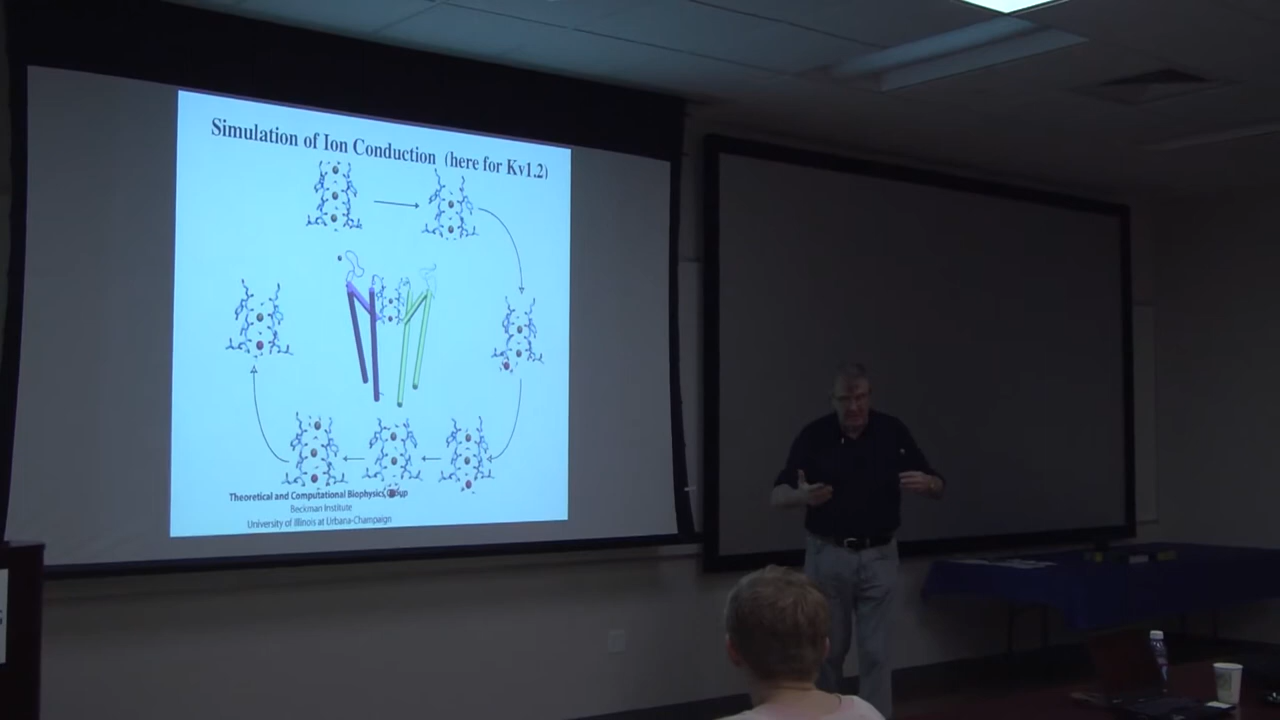 Simulation of Ion Conduction (here for Kv1.2)
Theoretical and Computational Biophysics Group
Beckman Institute
University of Illinois at Urbana-Champaign